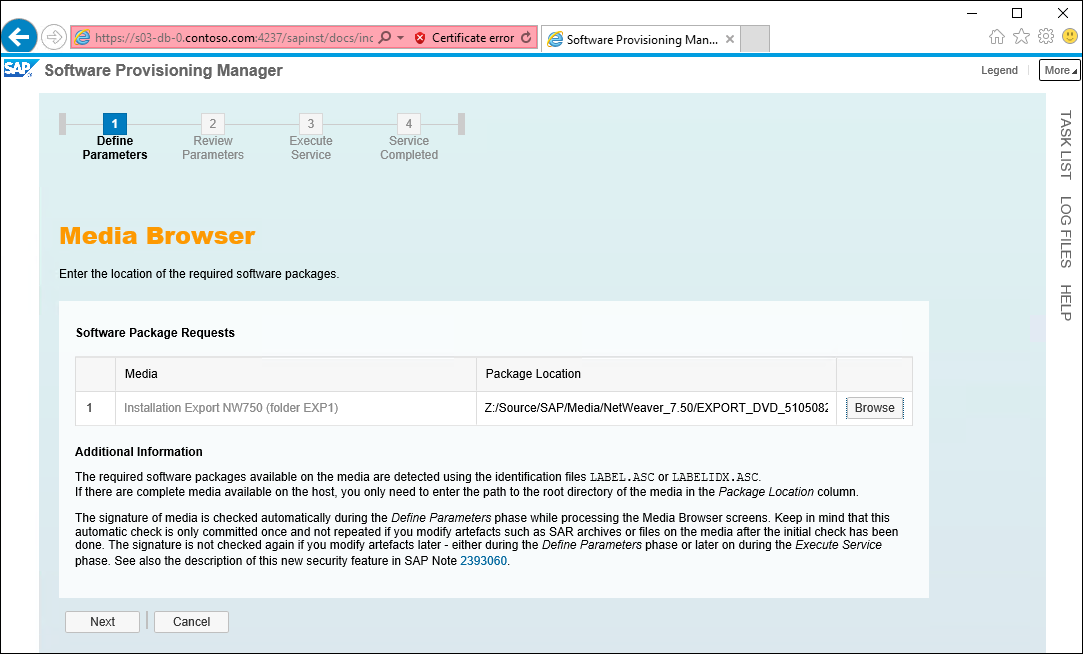 https://s03-db-0.contoso.com:4237/sapinst/docs/inc
Certificate error
Software Provisioning Man...
SAP Software Provisioning Manager
Legend
More
1
2
3
4
Define Parameters
Review Parameters
Execute Service
Service Completed
TASK LIST
LOG FILES
HELP
Media Browser
Enter the location of the required software packages.
Software Package Requests
Media
Package Location
1
Installation Export NW750 (folder EXP1)
Z:/Source/SAP/Media/NetWeaver_7.50/EXPORT_DVD_5105082
Browse
Additional Information
The required software packages available on the media are detected using the identification files LABEL.ASC or LABELIDX.ASC.
If there are complete media available on the host, you only need to enter the path to the root directory of the media in the Package Location column.
The signature of media is checked automatically during the Define Parameters phase while processing the Media Browser screens. Keep in mind that this
automatic check is only committed once and not repeated if you modify artefacts such as SAR archives or files on the media after the initial check has been
done. The signature is not checked again if you modify artefacts later - either during the Define Parameters phase or later on during the Execute Service
phase. See also the description of this new security feature in SAP Note 2393060.
Next
Cancel